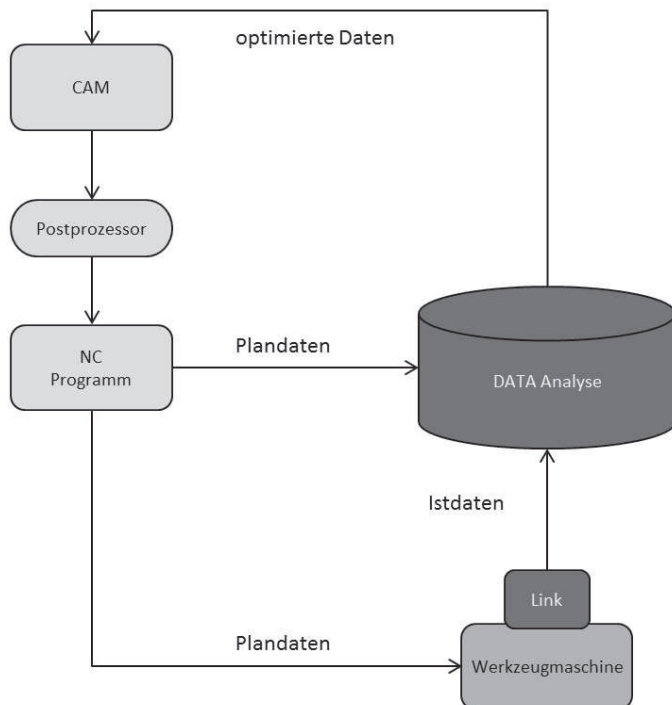 optimierte Daten
CAM
Postprozessor
NC
Programm
Plandaten
DATA Analyse
Istdaten
Link
Plandaten
Werkzeugmaschine